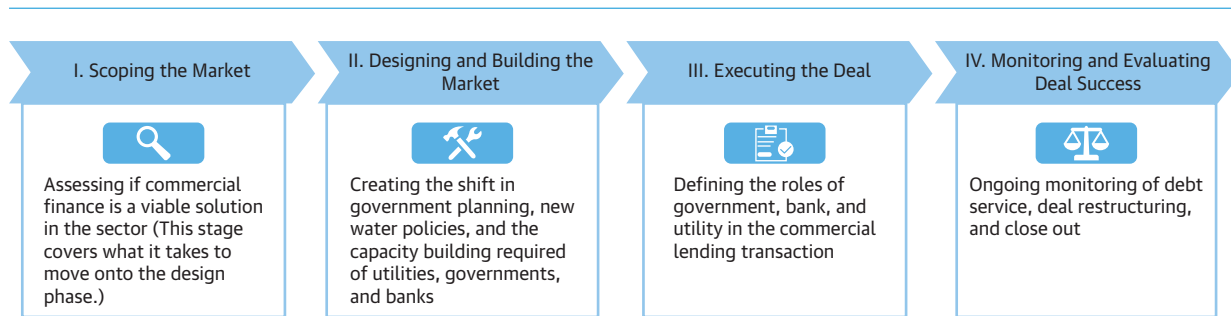 I. Scoping the Market
II. Designing and Building the
Market
III. Executing the Deal
IV. Monitoring and Evaluating
Deal Success
Assessing if commercial
finance is a viable solution
in the sector (This stage
covers what it takes to
move onto the design
phase.)
Creating the shift in
government planning, new
water policies, and the
capacity building required
of utilities, governments,
and banks
Defining the roles of
government, bank, and
utility in the commercial
lending transaction
Ongoing monitoring of debt
service, deal restructuring,
and close out